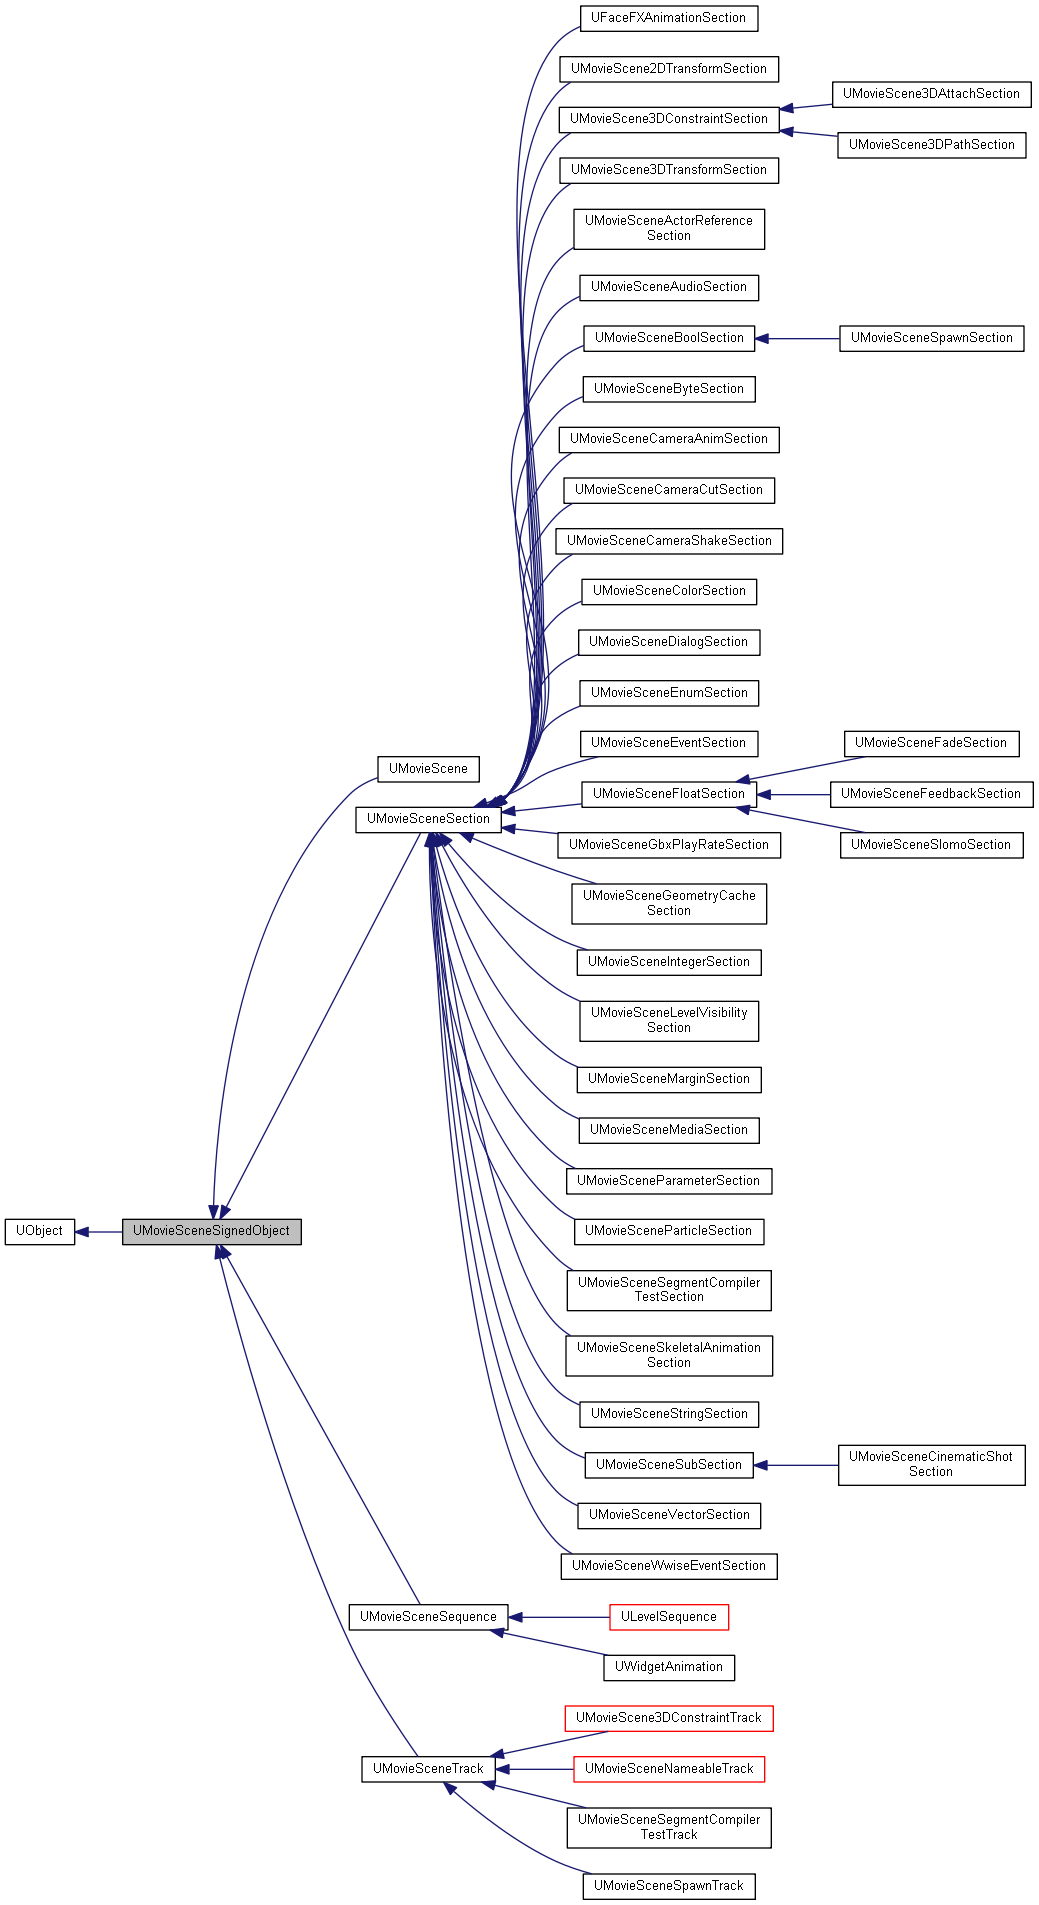 UFaceFXAnimationSection
UMovieScene2DTransformSection
UMovieScene3DConstraintSection
UMovieScene3DAttachSection
UMovieScene3DPathSection
UMovieScene3DTransformSection
UMovieSceneActorReference
Section
UMovieSceneAudioSection
UMovieSceneBoolSection
UMovieSceneSpawnSection
UMovieSceneByteSection
UMovieSceneCameraAnimSection
UMovieSceneCameraCutSection
UMovieSceneCameraShakeSection
UMovieSceneColorSection
UMovieSceneDialogSection
UMovieSceneEnumSection
UMovieSceneEventSection
UMovieSceneFadeSection
UMovieScene
UMovieSceneFloatSection
UMovieSceneFeedbackSection
UMovieSceneSection
UMovieSceneGbxPlayRateSection
UMovieSceneSlomoSection
UMovieSceneGeometryCache
Section
UMovieSceneIntegerSection
UMovieSceneLevelVisibility
Section
UMovieSceneMarginSection
UMovieSceneMediaSection
UMovieSceneParameterSection
UMovieSceneParticleSection
UObject
UMovieSceneSignedObject
UMovieSceneSegmentCompiler
TestSection
UMovieSceneSkeletalAnimation
Section
UMovieSceneStringSection
UMovieSceneSubSection
UMovieSceneCinematicShot
Section
UMovieSceneVectorSection
UMovieSceneWwiseEventSection
UMovieSceneSequence
ULevelSequence
UWidgetAnimation
UMovieScene3DConstraintTrack
UMovieSceneTrack
UMovieSceneNameableTrack
UMovieSceneSegmentCompiler
TestTrack
UMovieSceneSpawnTrack